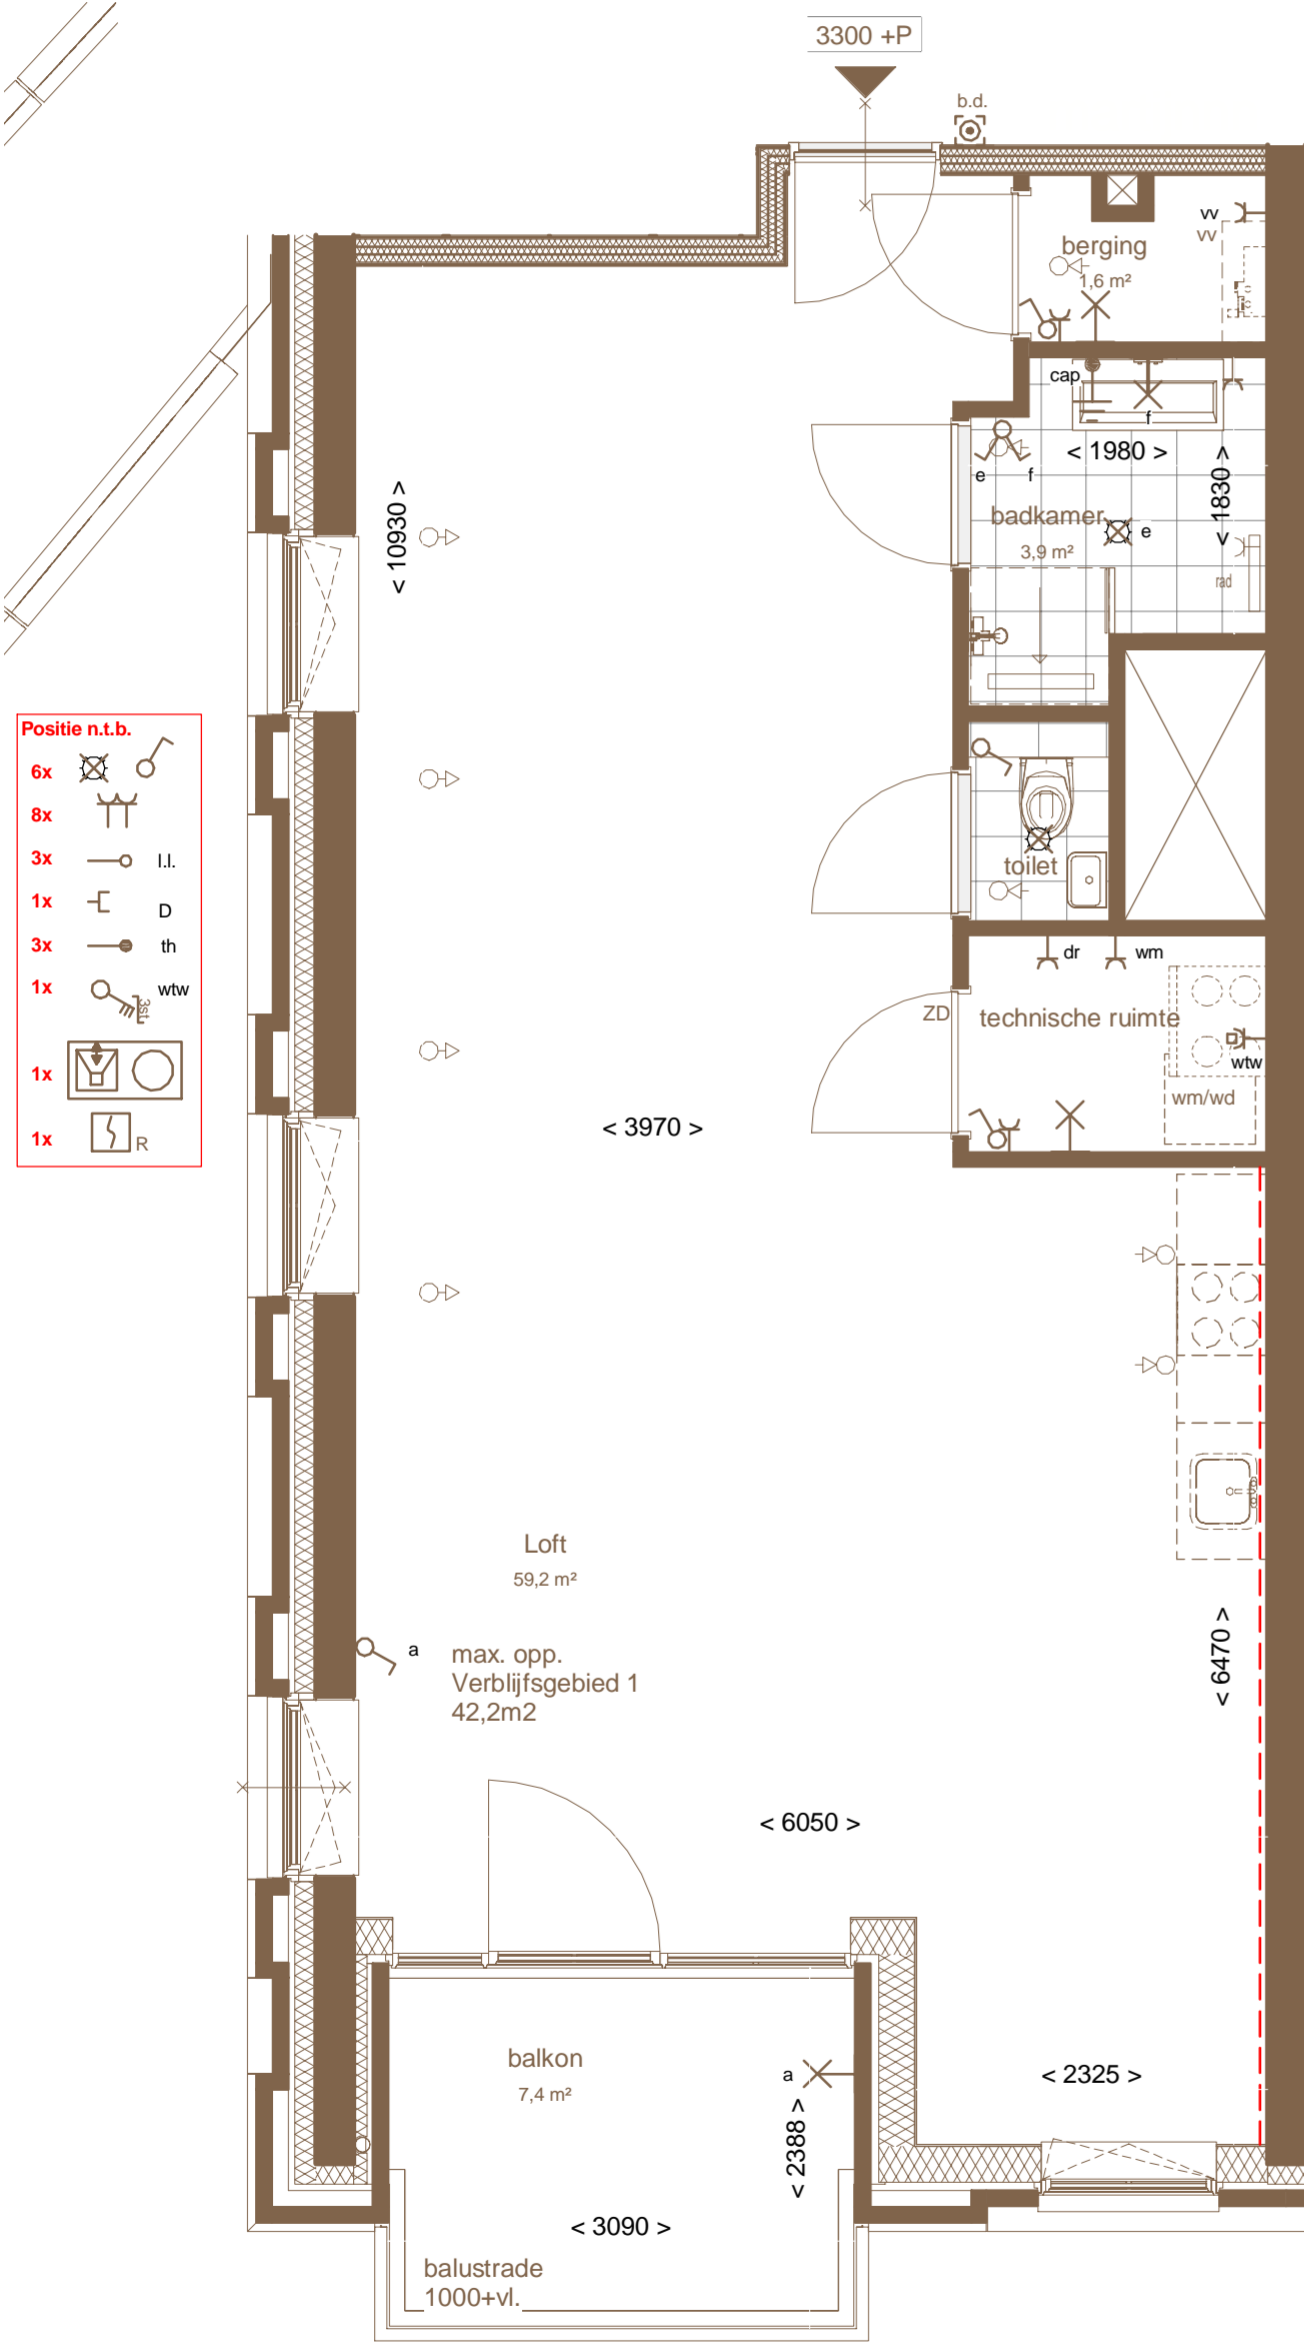 3300 +P
b.d.
vv
vv
berging
1,6 m²
cap
f
< 1980 >
< 1830 >
e
f
badkamer
3,9 m²
e
rad
< 10930 >
Positie n.t.b.
6x
8x
3x l.l.
1x D
3x th
1x 3st wtw
1x
1x R
toilet
dr
wm
ZD
technische ruimte
wtw
wm/wd
< 3970 >
Loft
59,2 m²
a
max. opp.
Verblijfsgebied 1
42,2m2
< 6470 >
< 6050 >
balkon
7,4 m²
a
< 2388 >
< 2325 >
< 3090 >
balustrade
1000+vl.